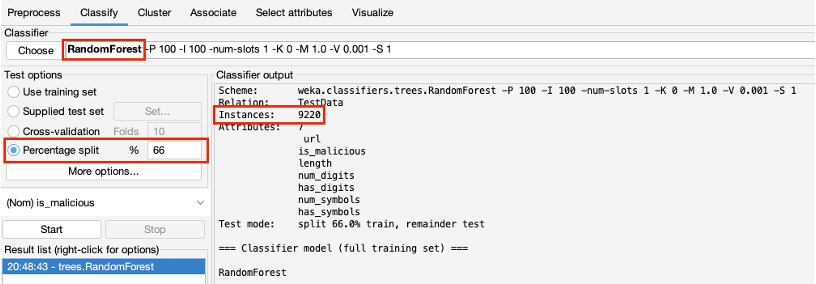 Preprocess Classify Cluster Associate Select attributes Visualize
Classifier
Choose RandomForest -P 100 -I 100 -num-slots 1 -K 0 -M 1.0 -V 0.001 -S 1
Test options
Use training set
Supplied test set Set...
Cross-validation Folds 10
Percentage split % 66
More options...
(Nom) is_malicious
Start Stop
Result list (right-click for options)
20:48:43 - trees.RandomForest
Classifier output
Scheme: weka.classifiers.trees.RandomForest -P 100 -I 100 -num-slots 1 -K 0 -M 1.0 -V 0.001 -S 1
Relation: TestData
Instances: 9220
Attributes: 7
url
is_malicious
length
num_digits
has_digits
num_symbols
has_symbols
Test mode: split 66.0% train, remainder test
=== Classifier model (full training set) ===
RandomForest